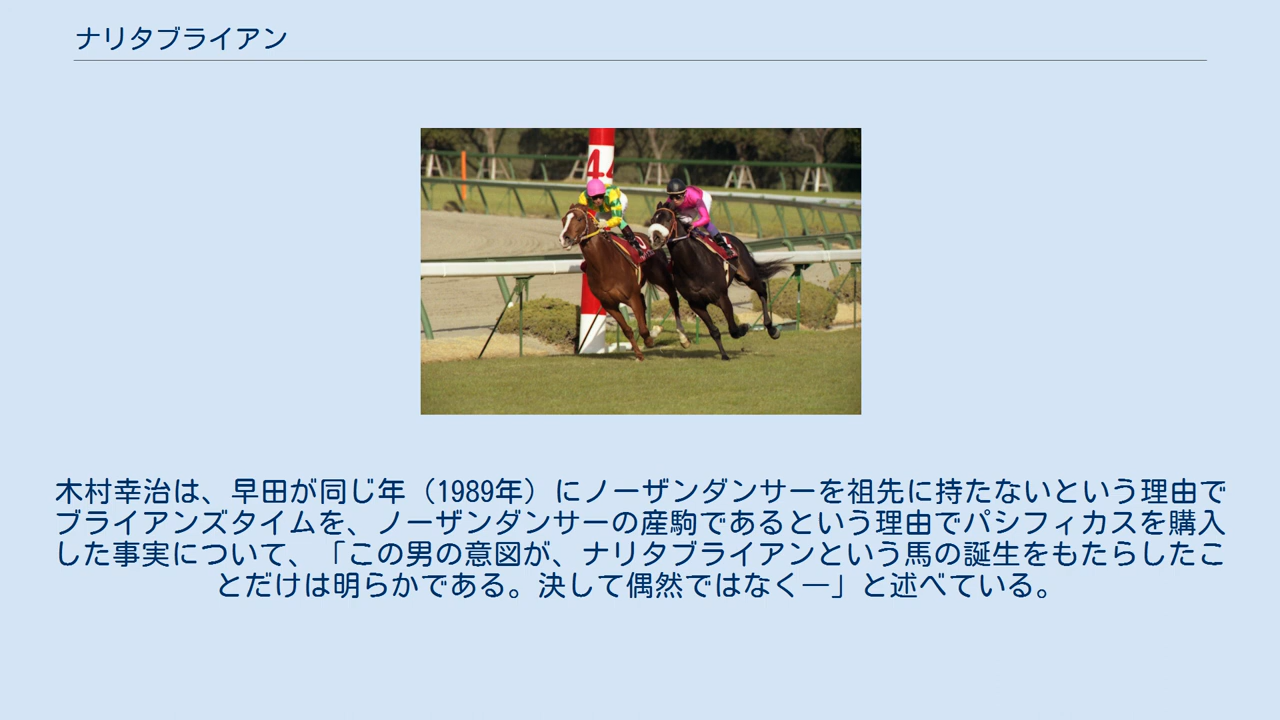 ナリタブライアン
4
木村幸治は、早田が同じ年（1989年）にノーザンダンサーを祖先に持たないという理由で
ブライアンズタイムを、ノーザンダンサーの産駒であるという理由でパシフィカスを購入
した事実について、「この男の意図が、ナリタブライアンという馬の誕生をもたらしたこ
とだけは明らかである。決して偶然ではなく―」と述べている。